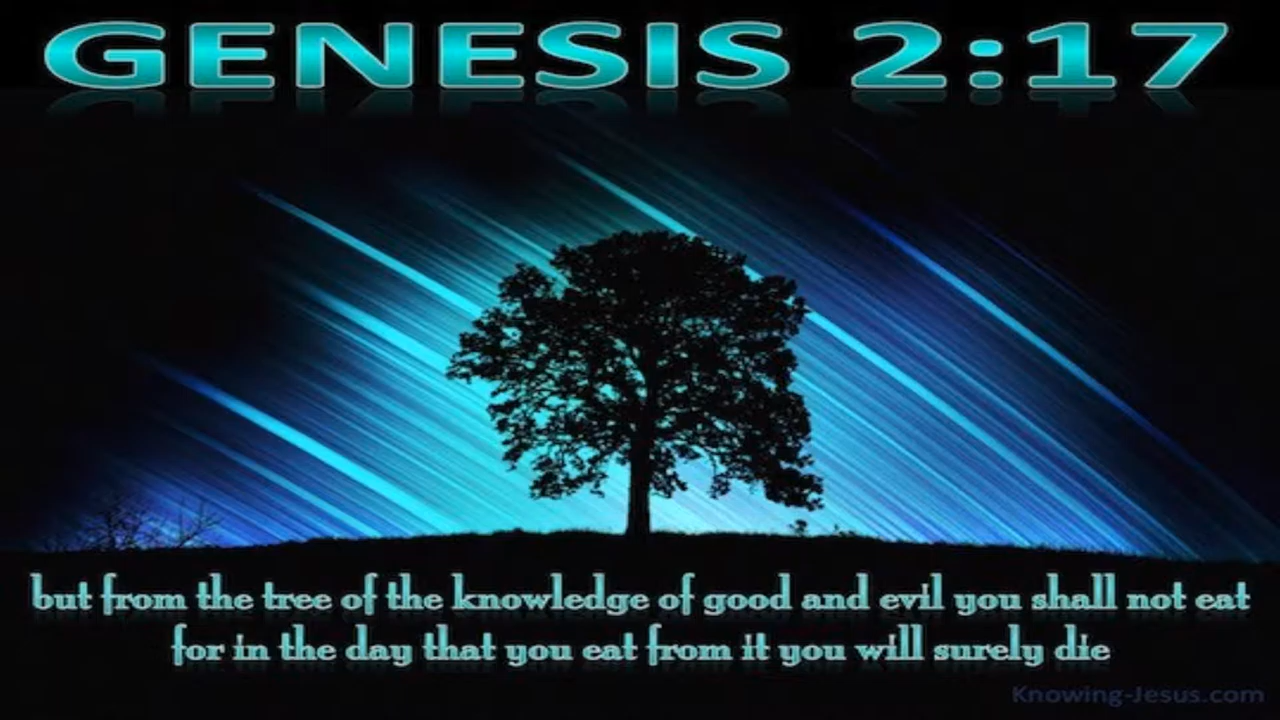 GENESIS 2:17
but from the tree of the knowledge of good and evil you shall not eat
for in the day that you eat from it you will surely die
Knowing-Jesus.com